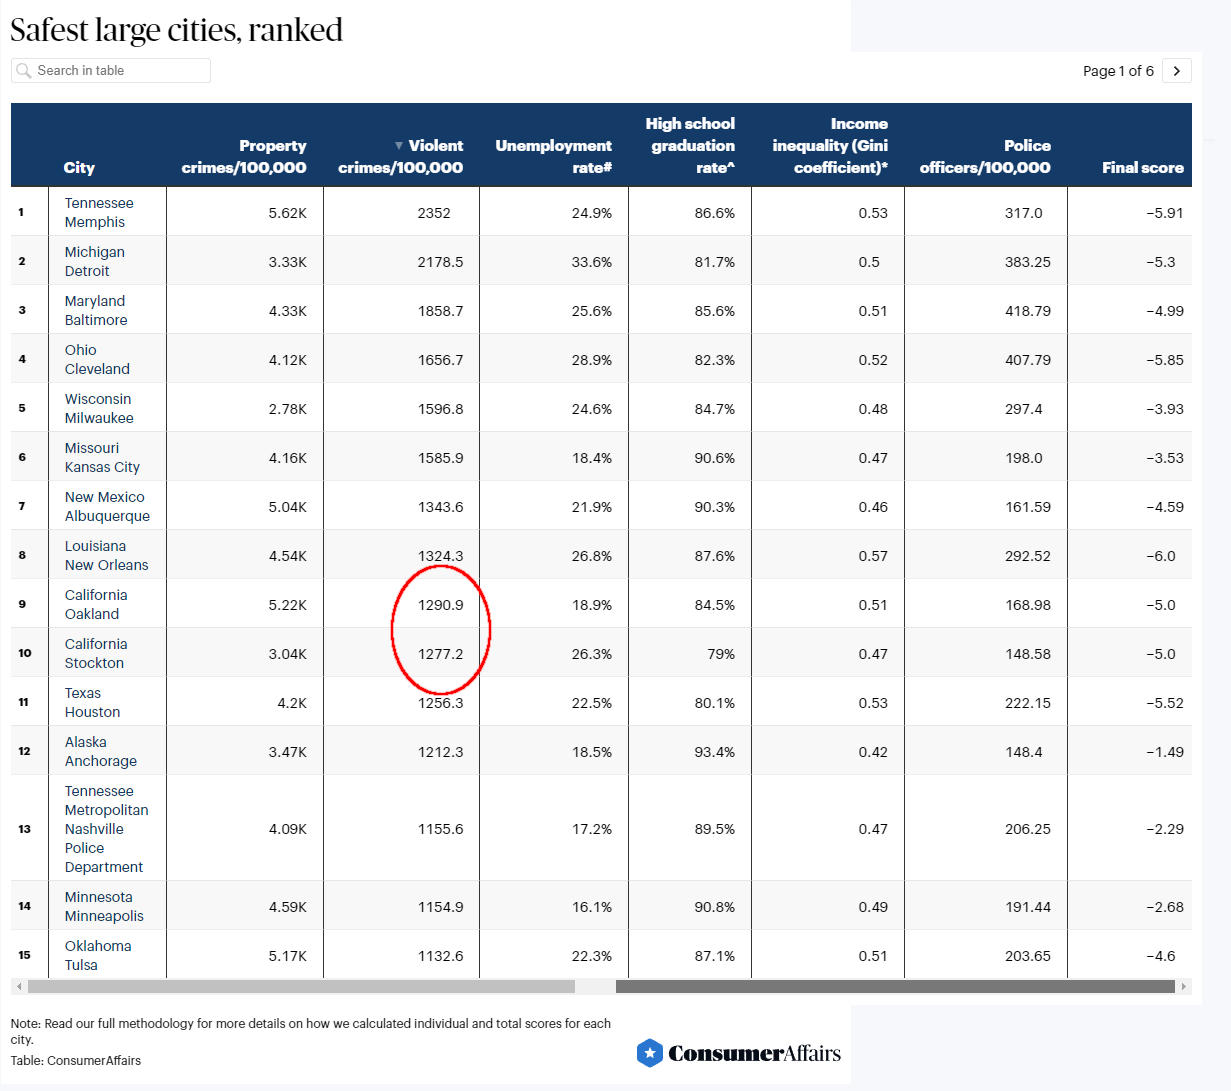 Safest large cities, ranked
Search in table
Page 1 of 6
City Property crimes/100,000 ▼ Violent crimes/100,000 Unemployment rate# High school graduation rate^ Income inequality (Gini coefficient)* Police officers/100,000 Final score
1 Tennessee Memphis 5.62K 2352 24.9% 86.6% 0.53 317.0 −5.91
2 Michigan Detroit 3.33K 2178.5 33.6% 81.7% 0.5 383.25 −5.3
3 Maryland Baltimore 4.33K 1858.7 25.6% 85.6% 0.51 418.79 −4.99
4 Ohio Cleveland 4.12K 1656.7 28.9% 82.3% 0.52 407.79 −5.85
5 Wisconsin Milwaukee 2.78K 1596.8 24.6% 84.7% 0.48 297.4 −3.93
6 Missouri Kansas City 4.16K 1585.9 18.4% 90.6% 0.47 198.0 −3.53
7 New Mexico Albuquerque 5.04K 1343.6 21.9% 90.3% 0.46 161.59 −4.59
8 Louisiana New Orleans 4.54K 1324.3 26.8% 87.6% 0.57 292.52 −6.0
9 California Oakland 5.22K 1290.9 18.9% 84.5% 0.51 168.98 −5.0
10 California Stockton 3.04K 1277.2 26.3% 79% 0.47 148.58 −5.0
11 Texas Houston 4.2K 1256.3 22.5% 80.1% 0.53 222.15 −5.52
12 Alaska Anchorage 3.47K 1212.3 18.5% 93.4% 0.42 148.4 −1.49
13 Tennessee Metropolitan Nashville Police Department 4.09K 1155.6 17.2% 89.5% 0.47 206.25 −2.29
14 Minnesota Minneapolis 4.59K 1154.9 16.1% 90.8% 0.49 191.44 −2.68
15 Oklahoma Tulsa 5.17K 1132.6 22.3% 87.1% 0.51 203.65 −4.6
Note: Read our full methodology for more details on how we calculated individual and total scores for each
city.
Table: ConsumerAffairs
ConsumerAffairs